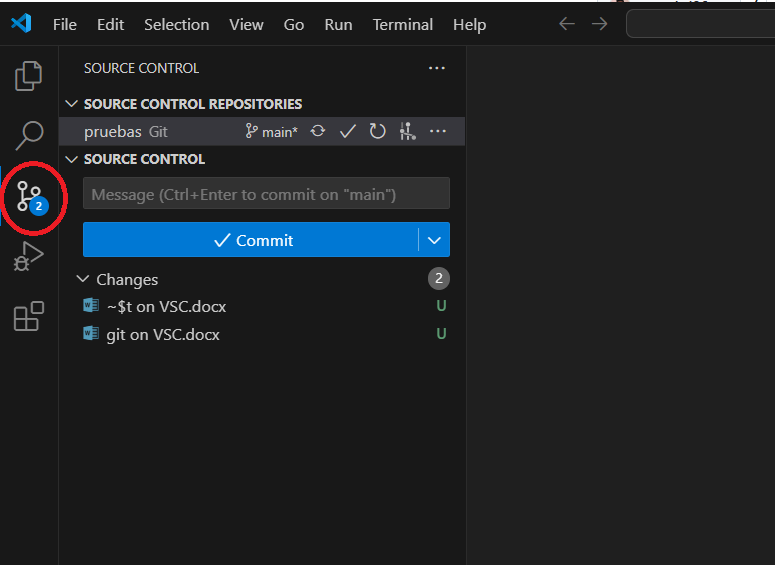 File Edit Selection View Go Run Terminal Help
SOURCE CONTROL
SOURCE CONTROL REPOSITORIES
pruebas Git main*
SOURCE CONTROL
2
Message (Ctrl+Enter to commit on "main")
Commit
Changes 2
~$t on VSC.docx U
git on VSC.docx U